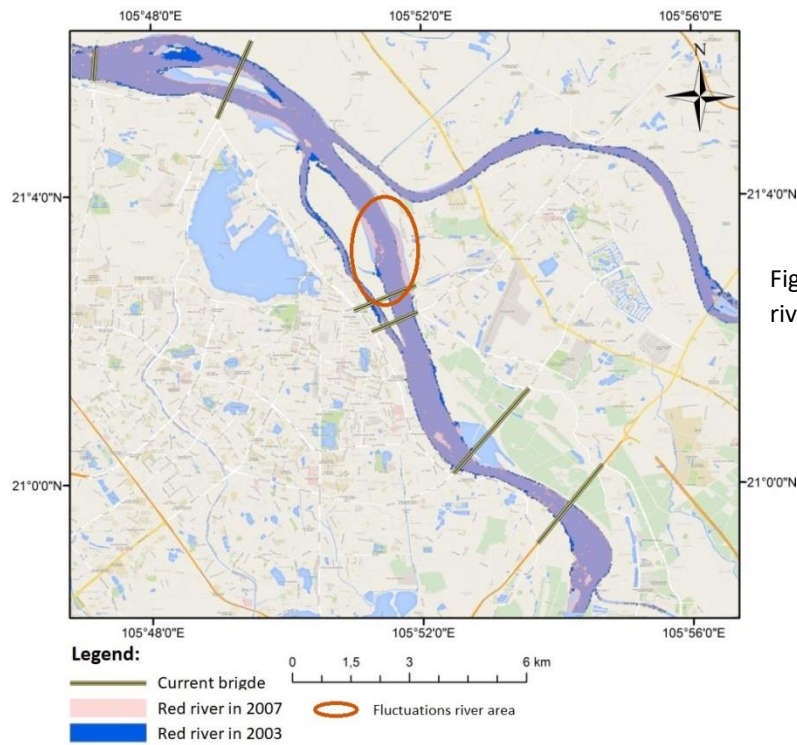 105°48'0"E 105°52'0"E 105°56'0"E
N
21°4'0"N 21°4'0"N
Fig
riv
21°0'0"N 21°0'0"N
105°48'0"E 105°52'0"E 105°56'0"E
Legend:
0 1,5 3 6 km
Current brigde
Red river in 2007
Fluctuations river area
Red river in 2003